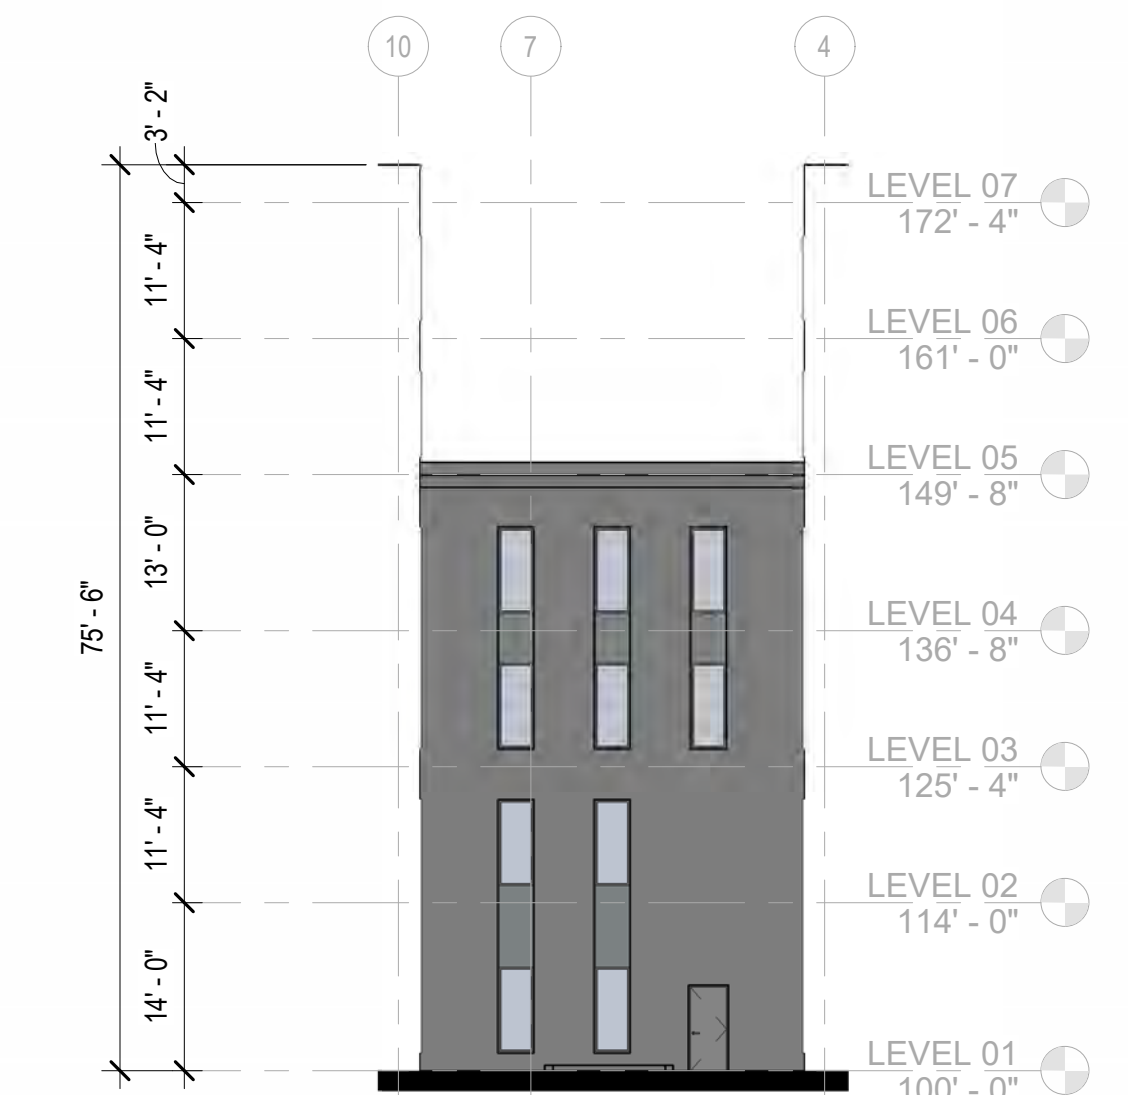 10
7
4
3' - 2"
LEVEL 07
172' - 4"
11' - 4"
LEVEL 06
161' - 0"
11' - 4"
LEVEL 05
149' - 8"
13' - 0"
75' - 6"
LEVEL 04
136' - 8"
11' - 4"
LEVEL 03
125' - 4"
11' - 4"
LEVEL 02
114' - 0"
14' - 0"
LEVEL 01
100' - 0"